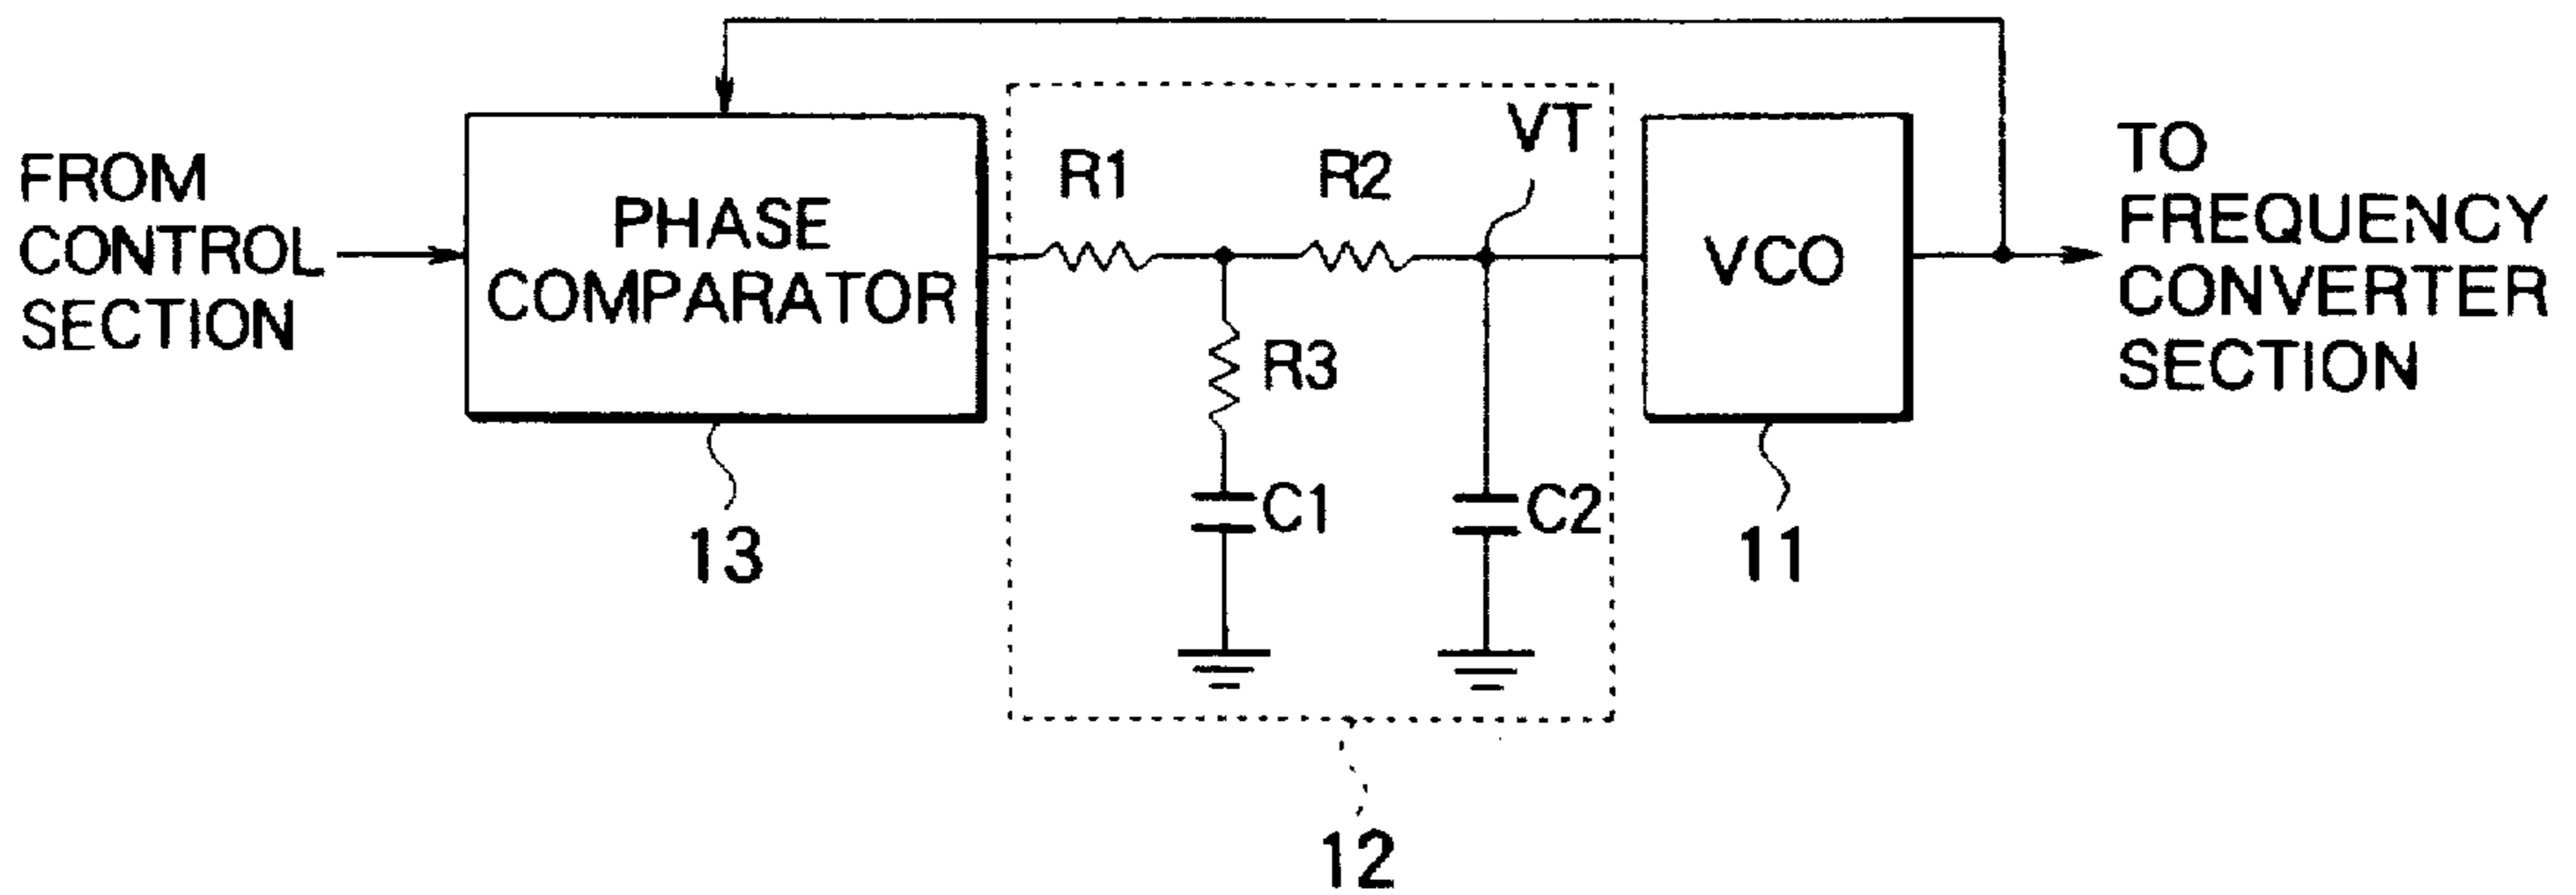 FROM
CONTROL
SECTION
PHASE
COMPARATOR
13
R1
R2
VT
R3
C1
C2
12
VCO
11
TO
FREQUENCY
CONVERTER
SECTION